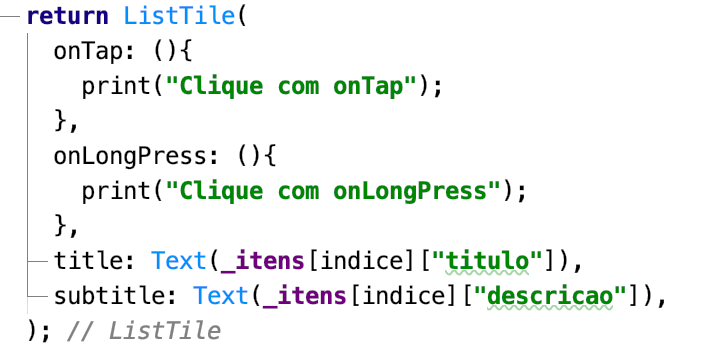 return ListTile(
onTap: (){
print("Clique com onTap");
},
onLongPress: (){
print("Clique com onLongPress");
},
title: Text(_itens[indice]["titulo"]),
subtitle: Text(_itens[indice]["descricao"]),
); // ListTile